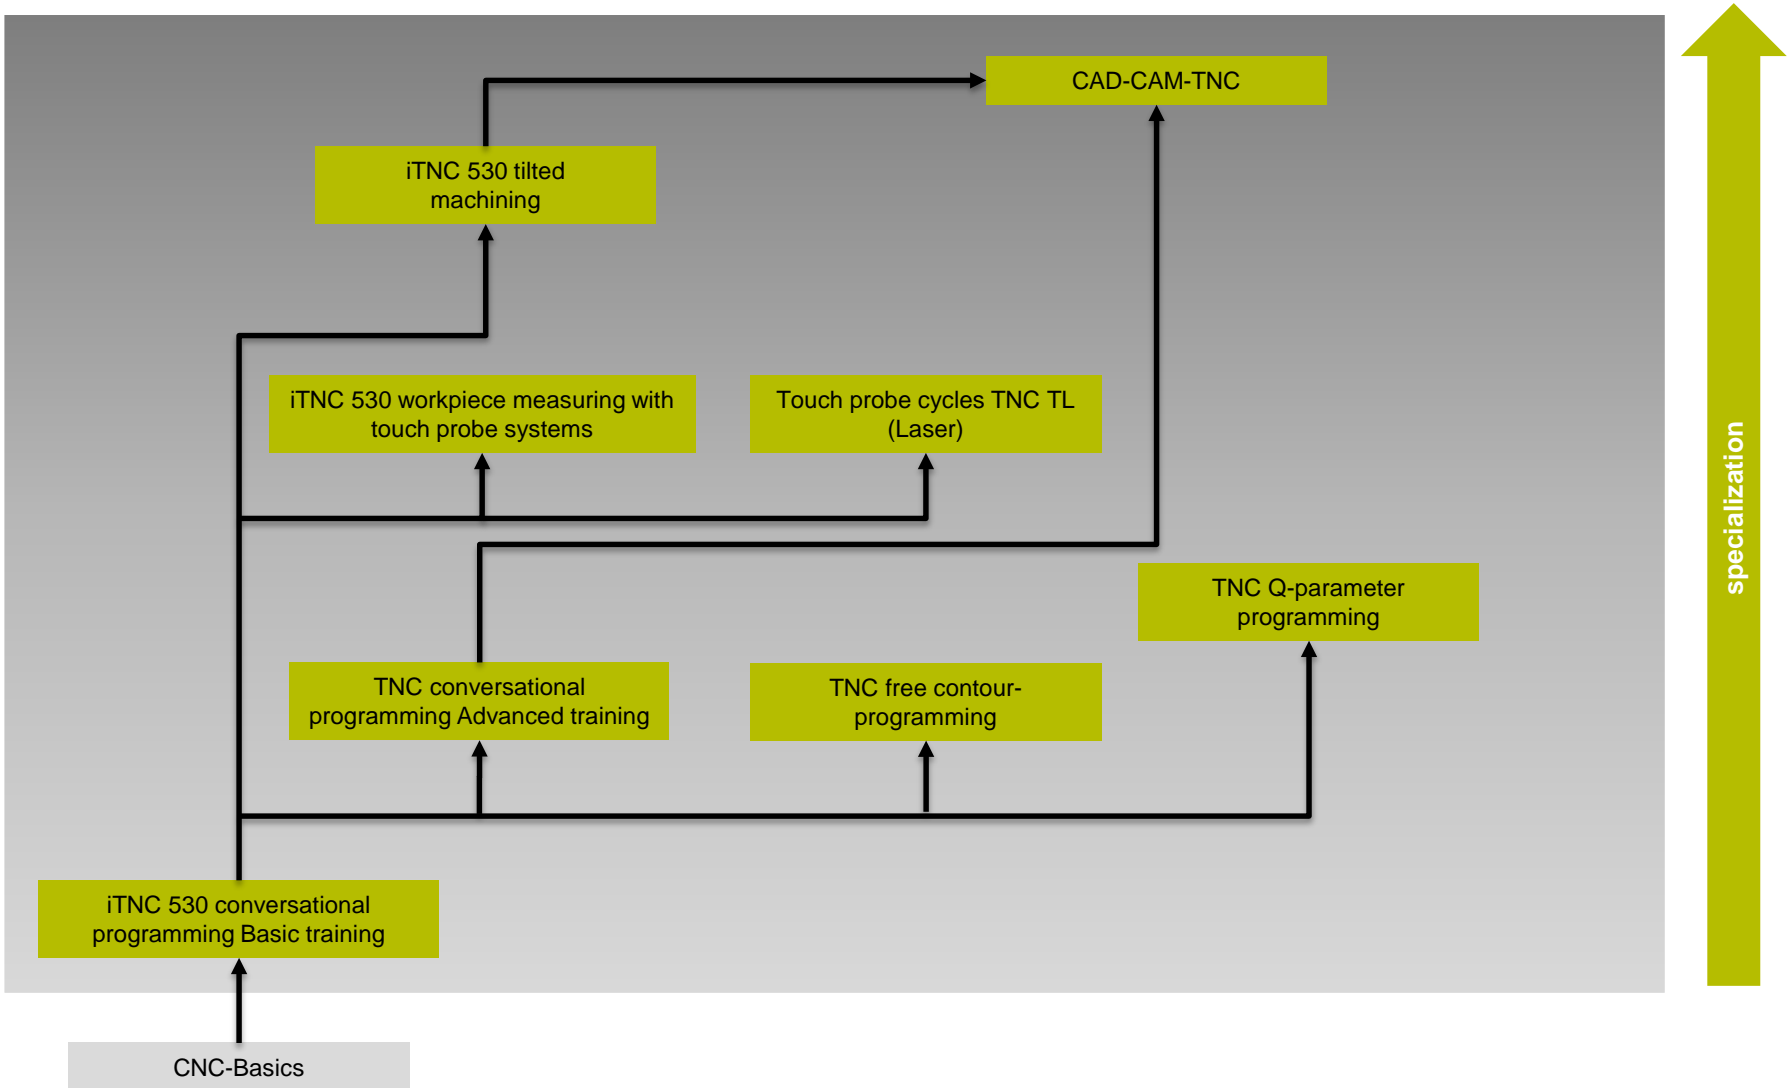 CAD-CAM-TNC
iTNC 530 tilted
machining
iTNC 530 workpiece measuring with
touch probe systems
Touch probe cycles TNC TL
(Laser)
specialization
TNC Q-parameter
programming
TNC conversational
programming Advanced training
TNC free contour-
programming
iTNC 530 conversational
programming Basic training
CNC-Basics